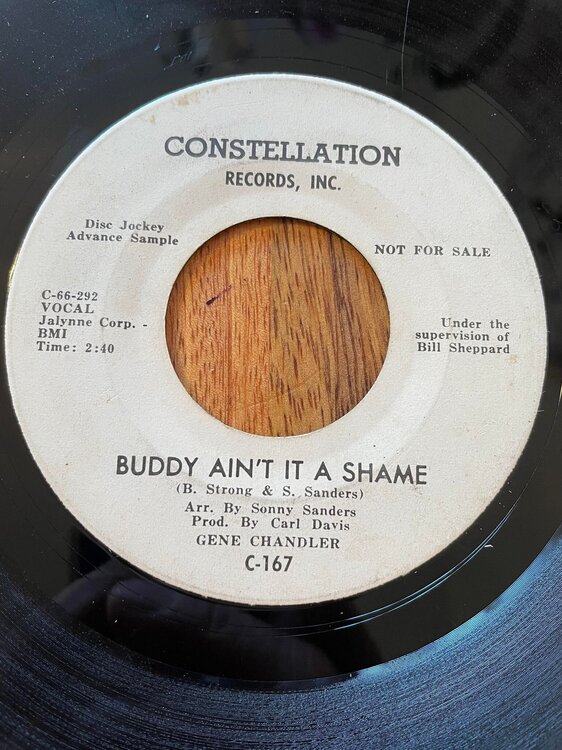 CONSTELLATION
RECORDS, INC.
Disc Jockey
Advance Sample
NOT FOR SALE
C-66-292
VOCAL
Jalynne Corp. -
BMI
Time: 2:40
Under the
supervision of
Bill Sheppard
BUDDY AIN'T IT A SHAME
(B. Strong & S. Sanders)
Arr. By Sonny Sanders
Prod. By Carl Davis
GENE CHANDLER
C-167